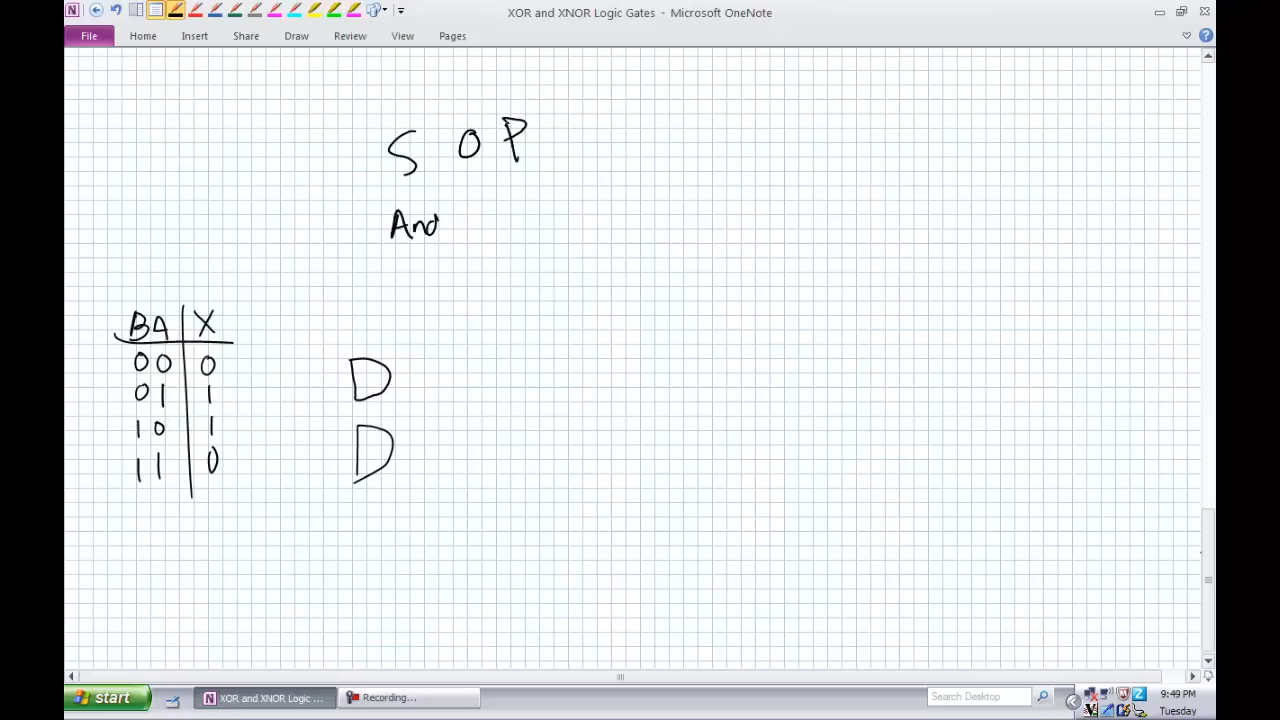 XOR and XNOR Logic Gates - Microsoft OneNote
File Home Insert Share Draw Review View Pages
S O P
And
BA X
00 0
01 1
10 1
11 0
D
D
start
XOR and XNOR Logic ...
Recording...
Search Desktop
9:49 PM
Tuesday